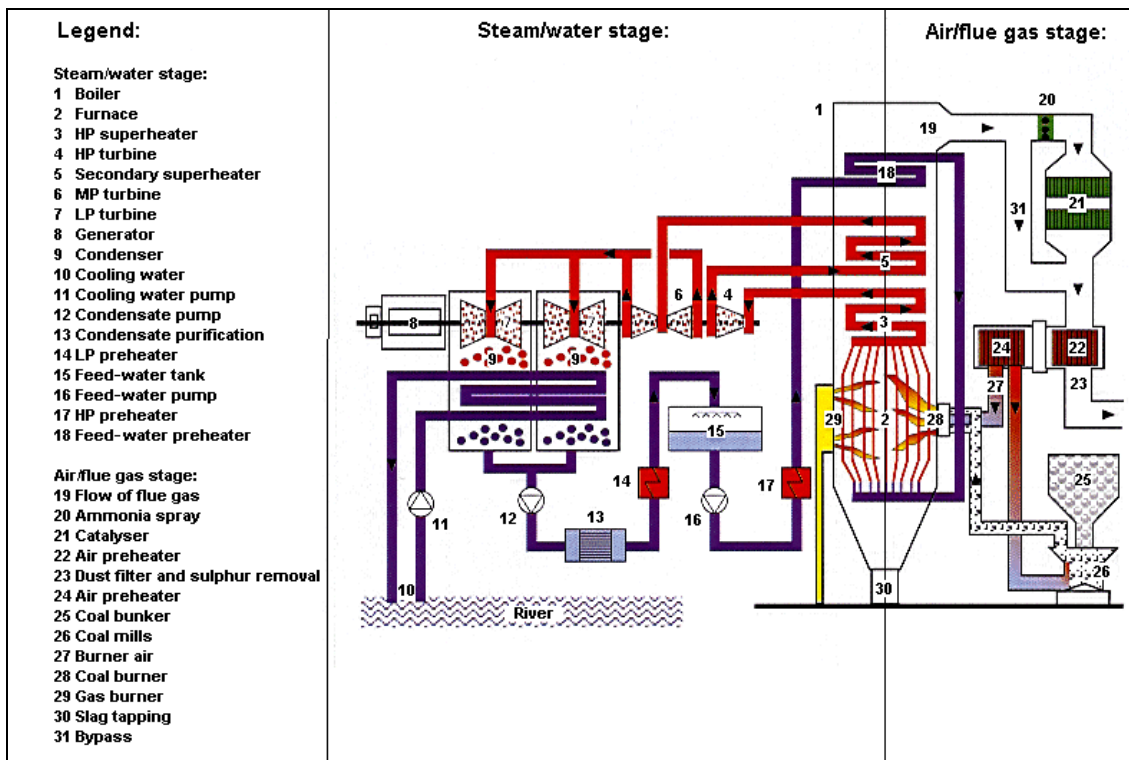 Legend:
Steam/water stage:
1 Boiler
2 Furnace
3 HP superheater
4 HP turbine
5 Secondary superheater
6 MP turbine
7 LP turbine
8 Generator
9 Condenser
10 Cooling water
11 Cooling water pump
12 Condensate pump
13 Condensate purification
14 LP preheater
15 Feed-water tank
16 Feed-water pump
17 HP preheater
18 Feed-water preheater
Air/flue gas stage:
19 Flow of flue gas
20 Ammonia spray
21 Catalyser
22 Air preheater
23 Dust filter and sulphur removal
24 Air preheater
25 Coal bunker
26 Coal mills
27 Burner air
28 Coal burner
29 Gas burner
30 Slag tapping
31 Bypass
Steam/water stage:
Air/flue gas stage:
1
20
19
18
31
21
5
6
4
8
7
7
3
9
9
24
22
27
23
29
2
28
15
14
17
25
11
12
16
13
26
10
30
River